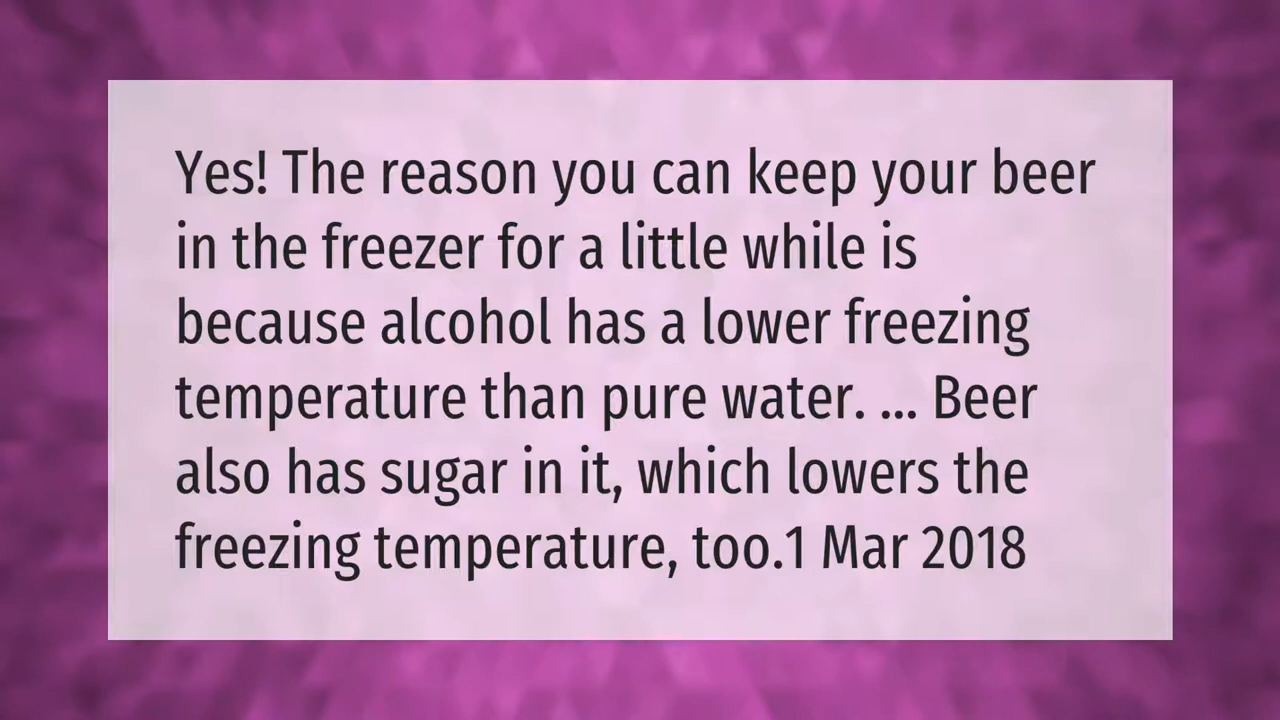 Yes! The reason you can keep your beer
in the freezer for a little while is
because alcohol has a lower freezing
temperature than pure water. ... Beer
also has sugar in it, which lowers the
freezing temperature, too.1 Mar 2018